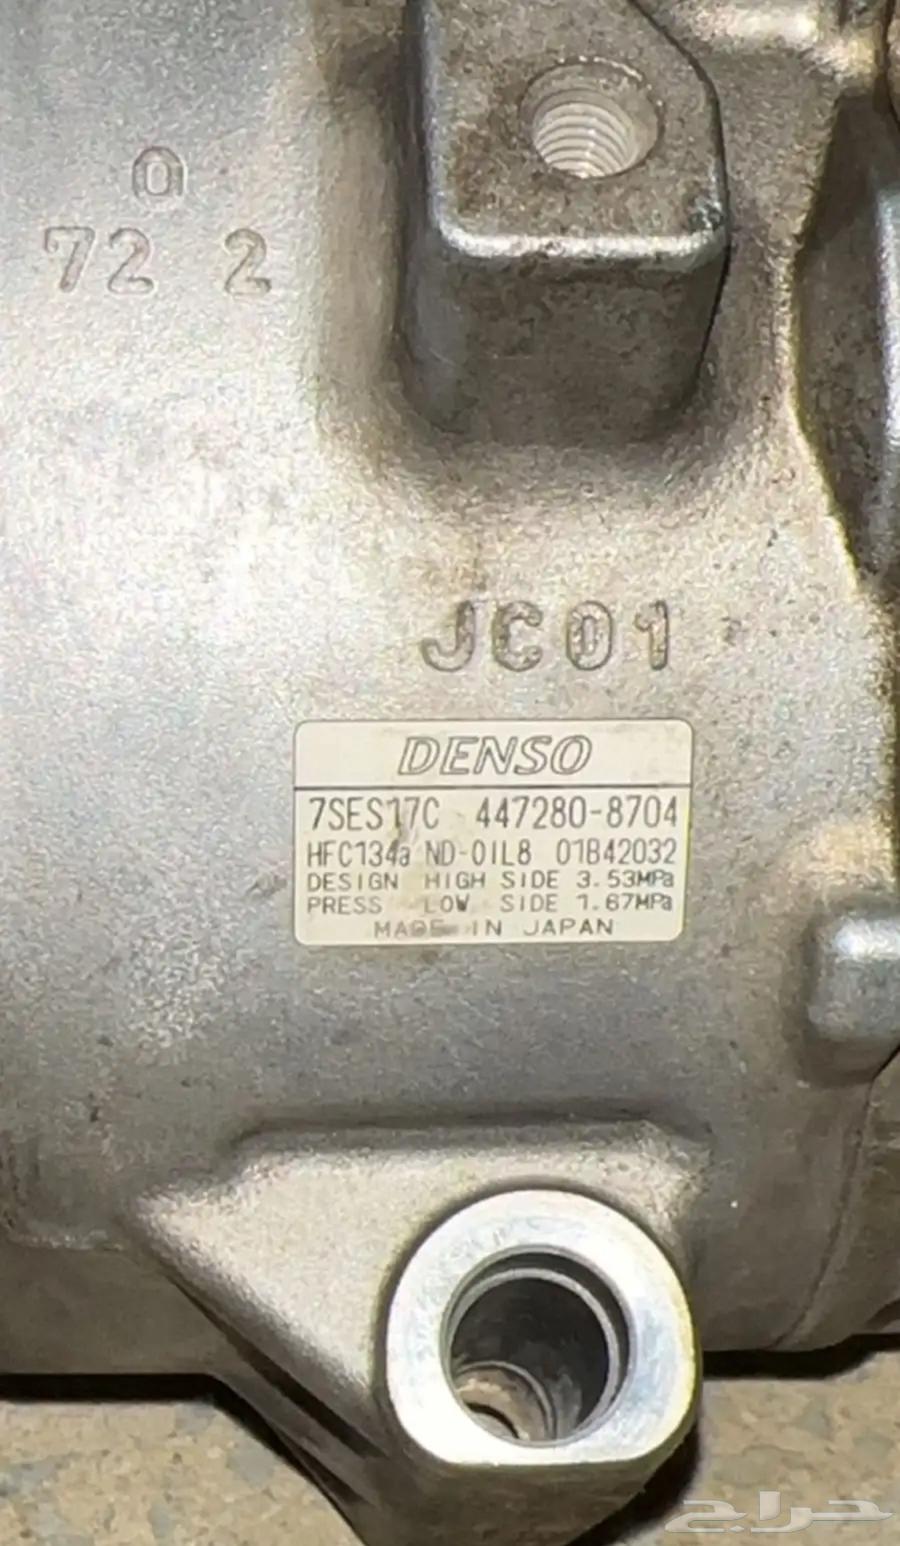 0
72 2
JC01
DENSO
7SES17C 447280-8704
HFC134a ND-OIL8 01B42032
DESIGN HIGH SIDE 3.53MPa
PRESS LOW SIDE 1.67MPa
MADE IN JAPAN
حراج